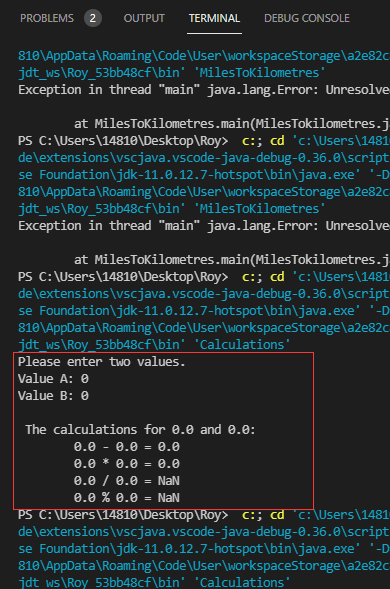 PROBLEMS 2 OUTPUT TERMINAL DEBUG CONSOLE
810\AppData\Roaming\Code\User\workspaceStorage\a2e82c
jdt_ws\Roy_53bb48cf\bin' 'MilesToKilometres'
Exception in thread "main" java.lang.Error: Unresolve
at MilesToKilometres.main(MilesToKilometres.j
PS C:\Users\14810\Desktop\Roy> c:; cd 'c:\Users\1481
de\extensions\vscjava.vscode-java-debug-0.36.0\script
se Foundation\jdk-11.0.12.7-hotspot\bin\java.exe' '-D
810\AppData\Roaming\Code\User\workspaceStorage\a2e82c
jdt_ws\Roy_53bb48cf\bin' 'MilesToKilometres'
Exception in thread "main" java.lang.Error: Unresolve
at MilesToKilometres.main(MilesToKilometres.j
PS C:\Users\14810\Desktop\Roy> c:; cd 'c:\Users\1481
de\extensions\vscjava.vscode-java-debug-0.36.0\script
se Foundation\jdk-11.0.12.7-hotspot\bin\java.exe' '-D
810\AppData\Roaming\Code\User\workspaceStorage\a2e82c
jdt_ws\Roy_53bb48cf\bin' 'Calculations'
Please enter two values.
Value A: 0
Value B: 0
The calculations for 0.0 and 0.0:
0.0 - 0.0 = 0.0
0.0 * 0.0 = 0.0
0.0 / 0.0 = NaN
0.0 % 0.0 = NaN
PS C:\Users\14810\Desktop\Roy> c:; cd 'c:\Users\1481
de\extensions\vscjava.vscode-java-debug-0.36.0\script
se Foundation\jdk-11.0.12.7-hotspot\bin\java.exe' '-D
810\AppData\Roaming\Code\User\workspaceStorage\a2e82c
jdt_ws\Roy_53bb48cf\bin' 'Calculations'